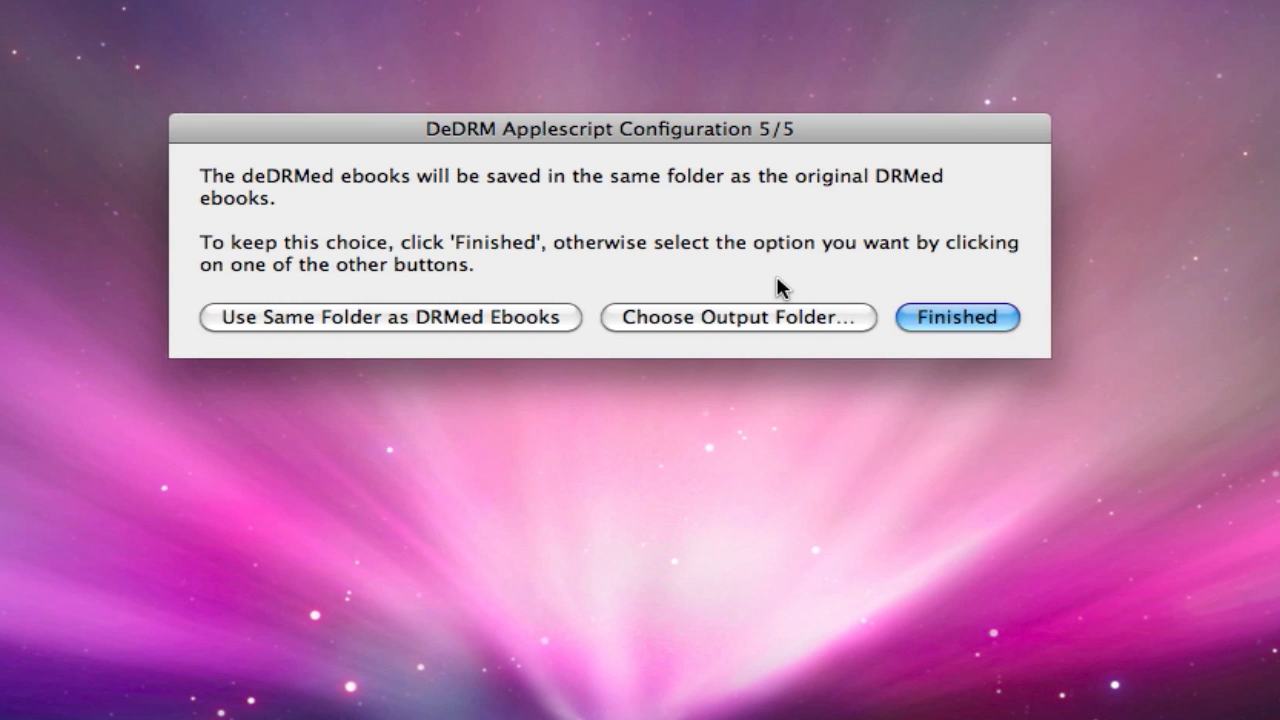 DeDRM Applescript Configuration 5/5
The deDRMed ebooks will be saved in the same folder as the original DRMed
ebooks.
To keep this choice, click 'Finished', otherwise select the option you want by clicking
on one of the other buttons.
Use Same Folder as DRMed Ebooks
Choose Output Folder...
Finished